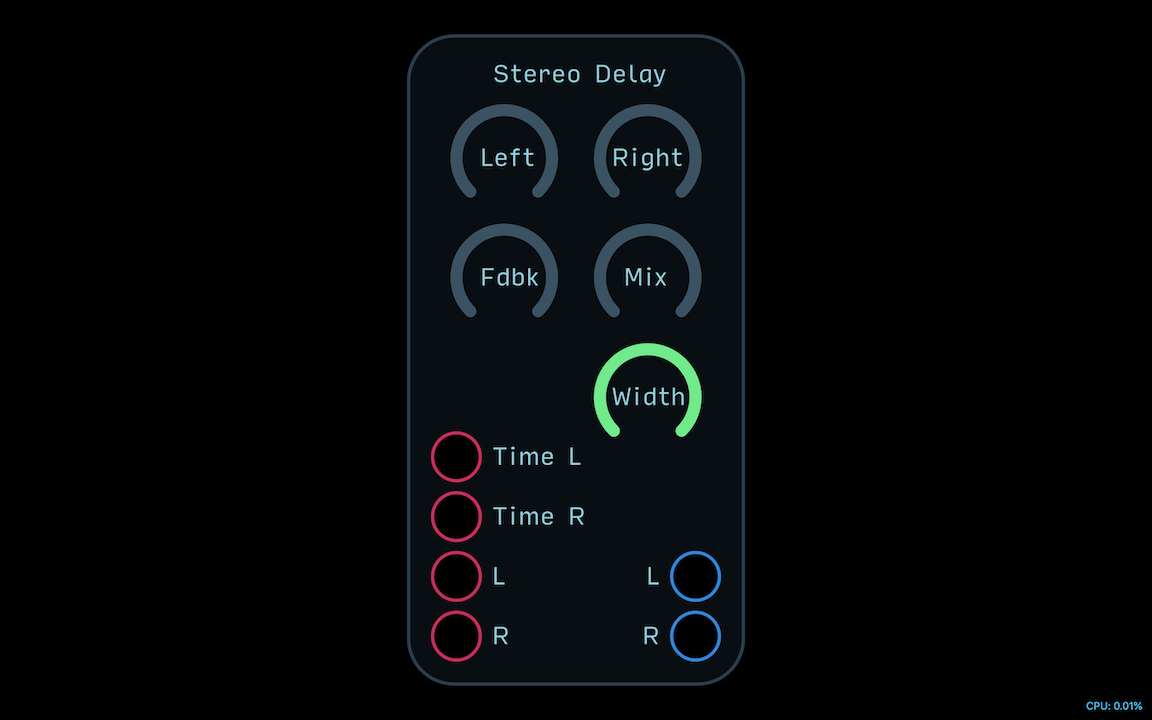 Stereo Delay
Left Right
Fdbk Mix
Width
Time L
Time R
L L
R R
CPU: 0.01%